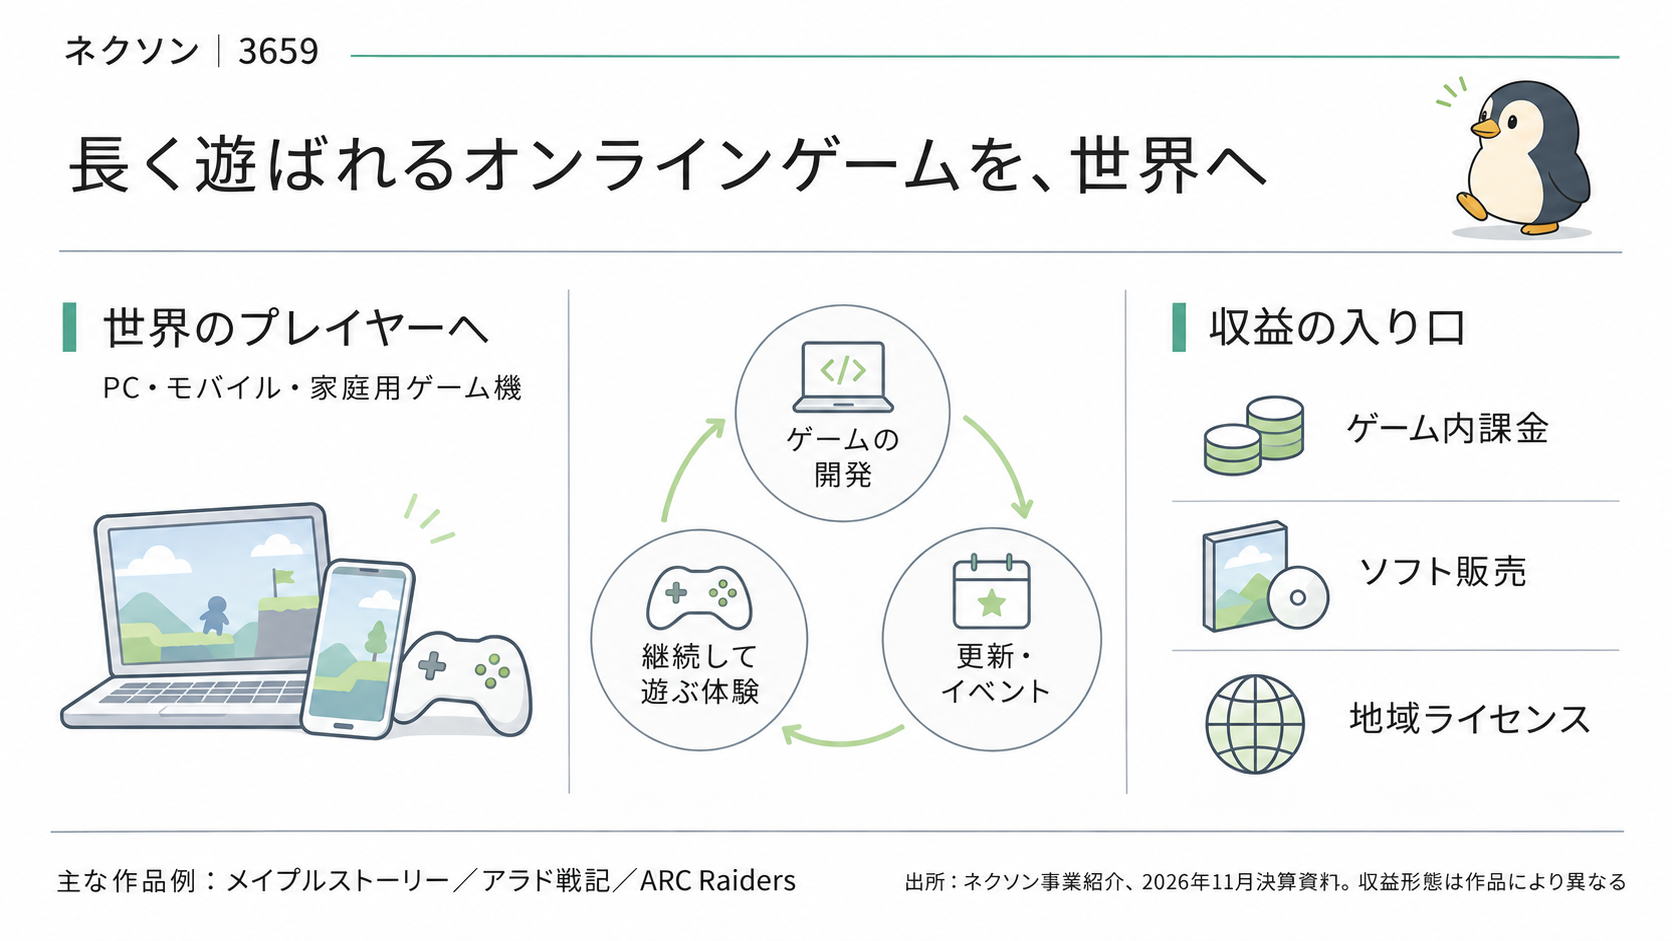 ネクソン｜3659
長く遊ばれるオンラインゲームを、世界へ
世界のプレイヤーへ
PC・モバイル・家庭用ゲーム機
</>
ゲームの
開発
継続して
遊ぶ体験
更新・
イベント
収益の入り口
ゲーム内課金
ソフト販売
地域ライセンス
主な作品例：メイプルストーリー／アラド戦記／ARC Raiders
出所：ネクソン事業紹介、2026年11月決算資料。収益形態は作品により異なる